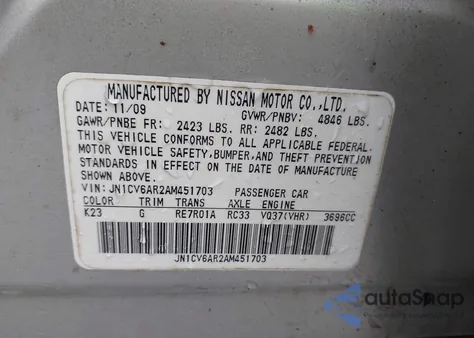 MANUFACTURED BY NISSAN MOTOR CO.,LTD.
DATE: 11/09 GVWR/PNBV: 4846 LBS.
GAWR/PNBE FR: 2423 LBS. RR: 2482 LBS.
THIS VEHICLE CONFORMS TO ALL APPLICABLE FEDERAL
MOTOR VEHICLE SAFETY, BUMPER, AND THEFT PREVENTION
STANDARDS IN EFFECT ON THE DATE OF MANUFACTURE
SHOWN ABOVE.
VIN: JN1CV6AR2AM451703 PASSENGER CAR
COLOR TRIM TRANS AXLE ENGINE
K23 G RE7R01A RC33 VQ37(VHR) 3696CC
JN1CV6AR2AM451703
autoSnap
POWERED BY